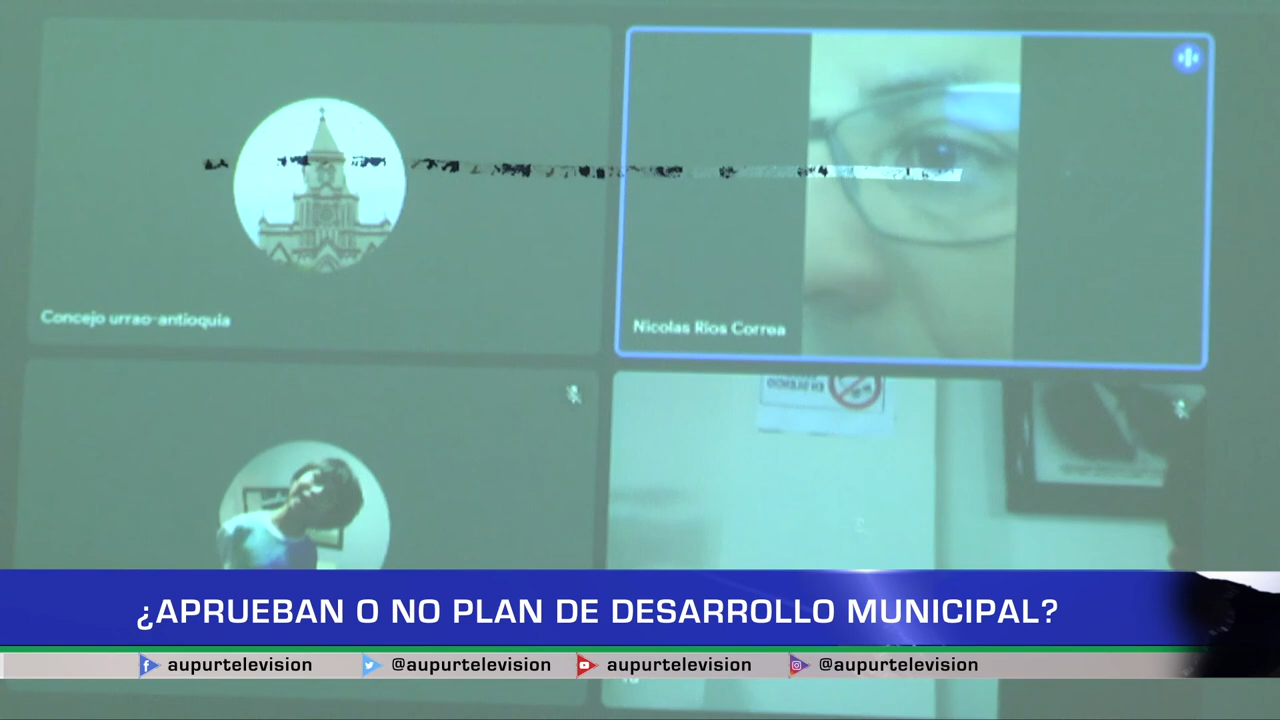 Concejo urrao-antioquia
Nicolas Rios Correa
¿APRUEBAN O NO PLAN DE DESARROLLO MUNICIPAL?
aupurtelevision
@aupurtelevision
aupurtelevision
@aupurtelevision